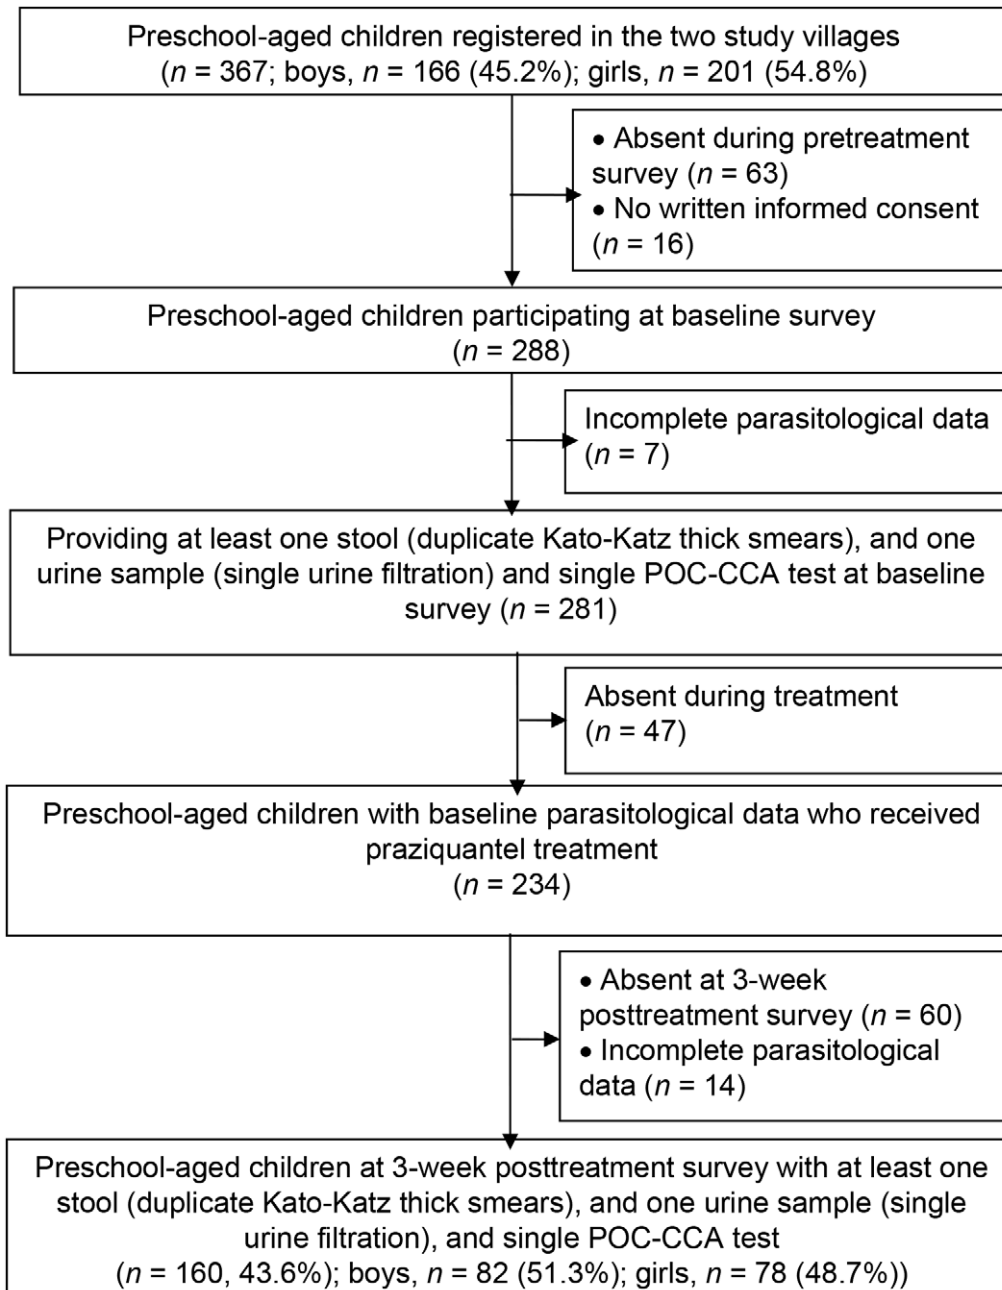 Preschool-aged children registered in the two study villages
(n = 367; boys, n = 166 (45.2%); girls, n = 201 (54.8%)
• Absent during pretreatment
survey (n = 63)
• No written informed consent
(n = 16)
Preschool-aged children participating at baseline survey
(n = 288)
Incomplete parasitological data
(n = 7)
Providing at least one stool (duplicate Kato-Katz thick smears), and one
urine sample (single urine filtration) and single POC-CCA test at baseline
survey (n = 281)
Absent during treatment
(n = 47)
Preschool-aged children with baseline parasitological data who received
praziquantel treatment
(n = 234)
• Absent at 3-week
posttreatment survey (n = 60)
• Incomplete parasitological
data (n = 14)
Preschool-aged children at 3-week posttreatment survey with at least one
stool (duplicate Kato-Katz thick smears), and one urine sample (single
urine filtration), and single POC-CCA test
(n = 160, 43.6%); boys, n = 82 (51.3%); girls, n = 78 (48.7%))